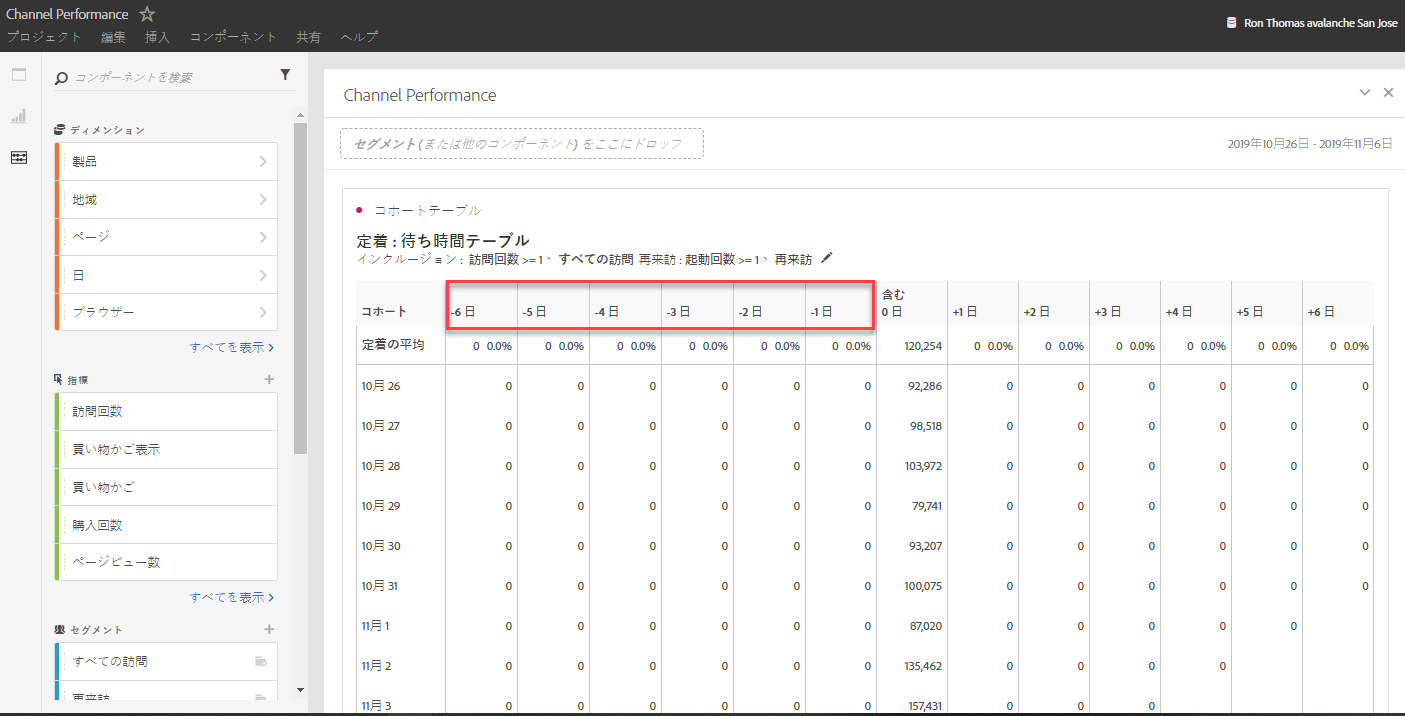 Channel Performance
プロジェクト 編集 挿入 コンポーネント 共有 ヘルプ
Ron Thomas avalanche San Jose
コンポーネントを検索
ディメンション
製品
地域
ページ
日
ブラウザー
すべてを表示
指標
訪問回数
買い物かご表示
買い物かご
購入回数
ページビュー数
すべてを表示
セグメント
すべての訪問
再来訪
Channel Performance
セグメント(または他のコンポーネント) をここにドロップ
2019年10月26日 - 2019年11月6日
コホートテーブル
定着 : 待ち時間テーブル
インクルージョン : 訪問回数 >= 1、 すべての訪問 再来訪 : 起動回数 >= 1、 再来訪
コホート -6 日 -5 日 -4 日 -3 日 -2 日 -1 日 含む 0 日 +1 日 +2 日 +3 日 +4 日 +5 日 +6 日
定着の平均 0 0.0% 0 0.0% 0 0.0% 0 0.0% 0 0.0% 0 0.0% 120,254 0 0.0% 0 0.0% 0 0.0% 0 0.0% 0 0.0% 0 0.0%
10月 26 0 0 0 0 0 0 92,286 0 0 0 0 0 0
10月 27 0 0 0 0 0 0 98,518 0 0 0 0 0 0
10月 28 0 0 0 0 0 0 103,972 0 0 0 0 0 0
10月 29 0 0 0 0 0 0 79,741 0 0 0 0 0 0
10月 30 0 0 0 0 0 0 93,207 0 0 0 0 0 0
10月 31 0 0 0 0 0 0 100,075 0 0 0 0 0 0
11月 1 0 0 0 0 0 0 87,020 0 0 0 0 0
11月 2 0 0 0 0 0 0 135,462 0 0 0 0
11月 3 0 0 0 0 0 0 157,431 0 0 0